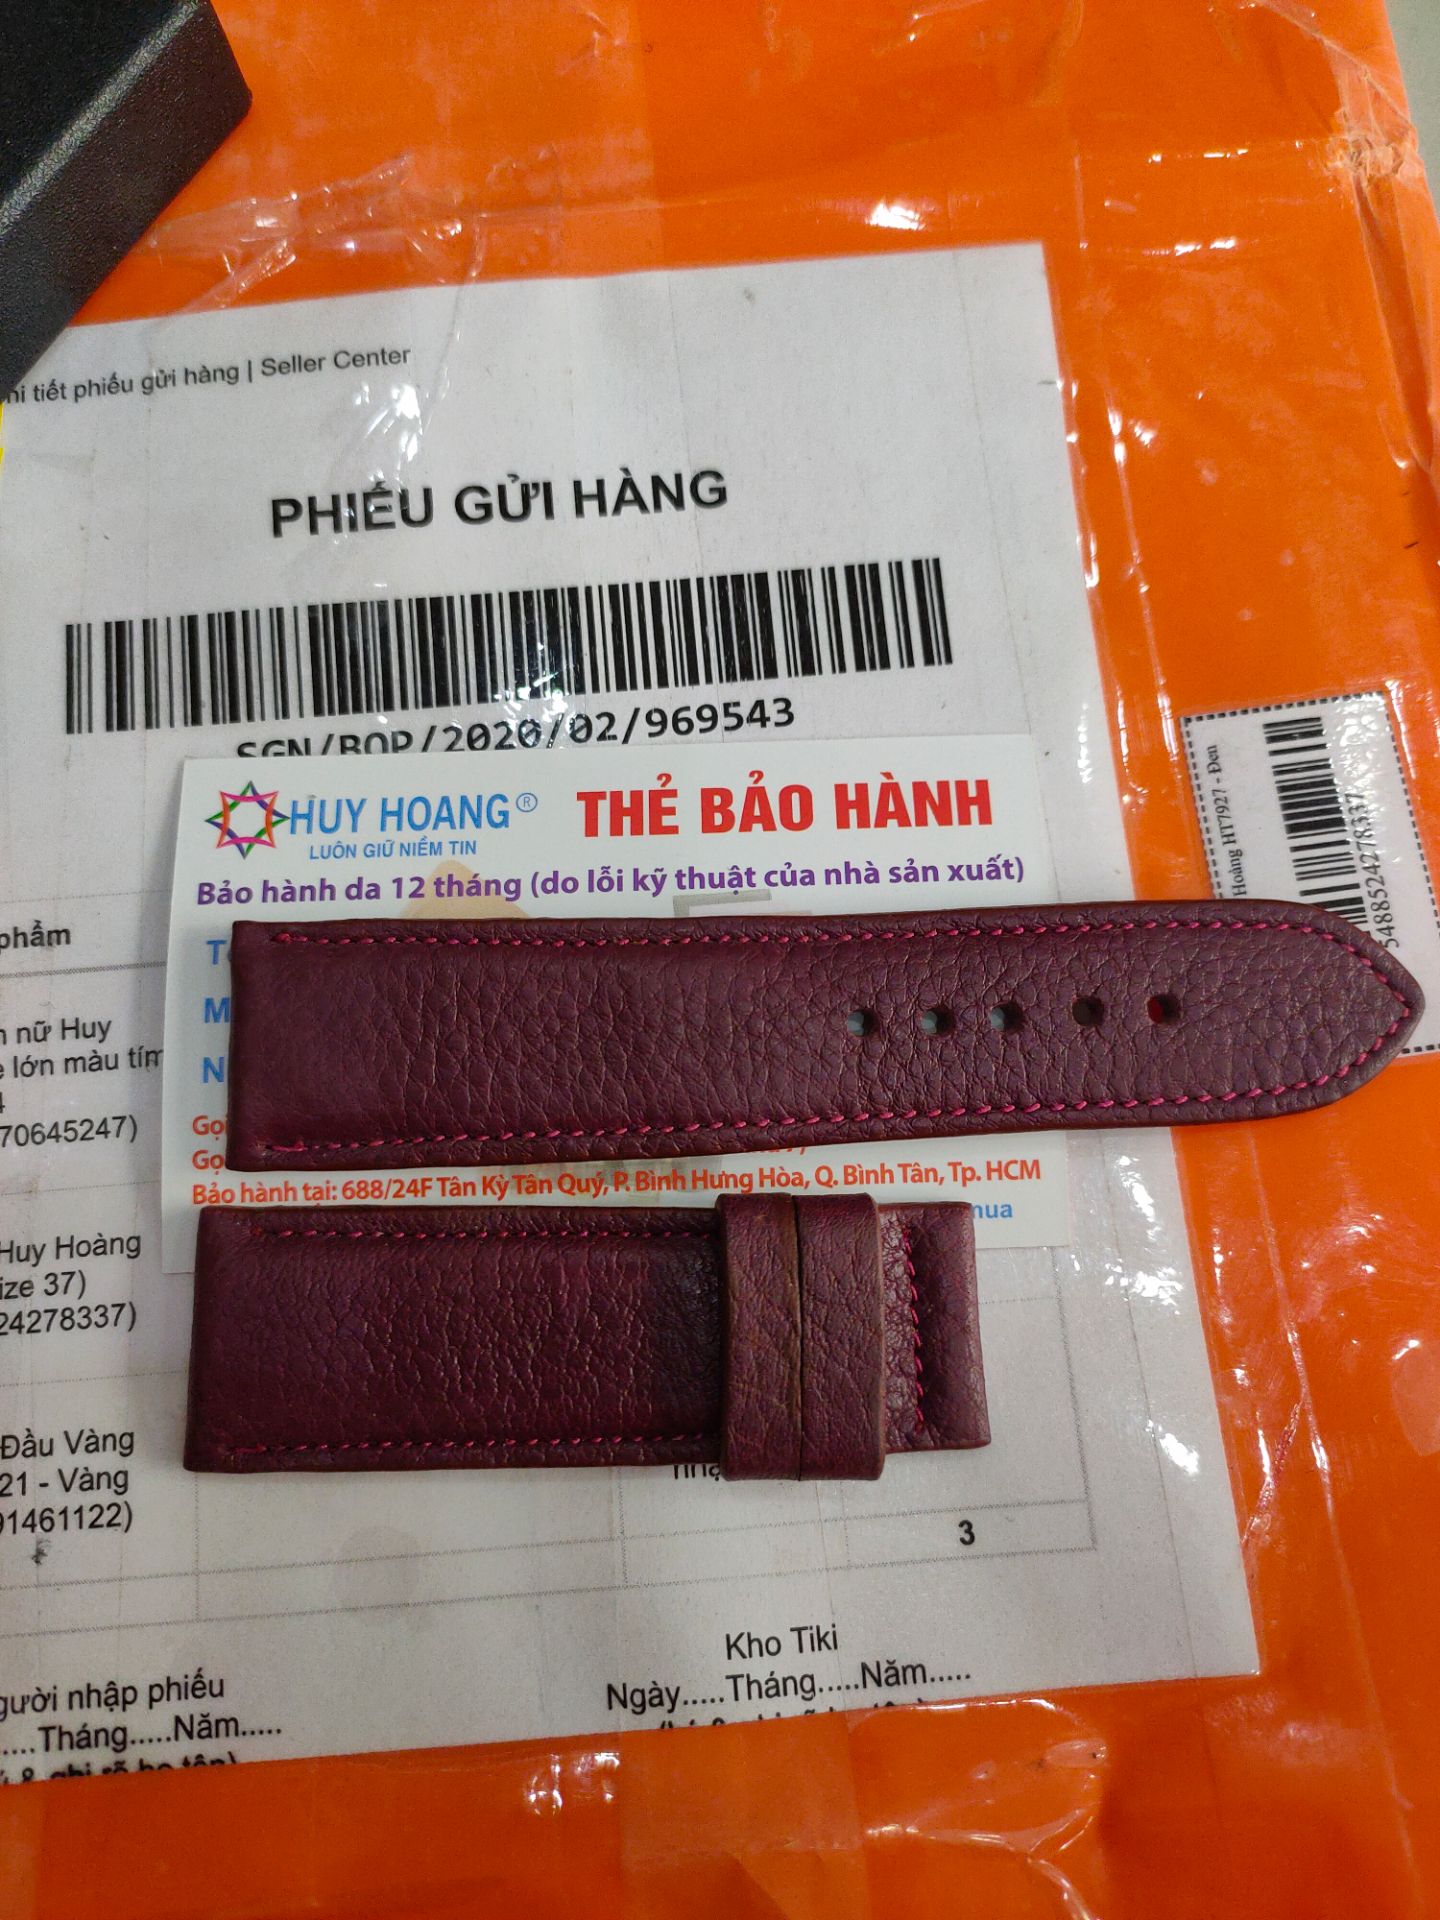 tiết phiếu gửi hàng | Seller Center
PHIẾU GỬI HÀNG
SGN/BOP/2020/02/969543
HUY HOANG®
LUÔN GIỮ NIỀM TIN
THẺ BẢO HÀNH
Bảo hành da 12 tháng (do lỗi kỹ thuật của nhà sản xuất)
Bảo hành tại: 688/24F Tân Kỳ Tân Quý, P. Bình Hưng Hòa, Q. Bình Tân, Tp. HCM
mua
Hoàng HT7927 - Đen
5488524278337
phẩm
nữ Huy
lớn màu tím
70645247)
Huy Hoàng
ize 37)
24278337)
Đầu Vàng
21 - Vàng
91461122)
3
gười nhập phiếu
....Tháng.....Năm.....
Kho Tiki
Ngày.....Tháng.....Năm.....